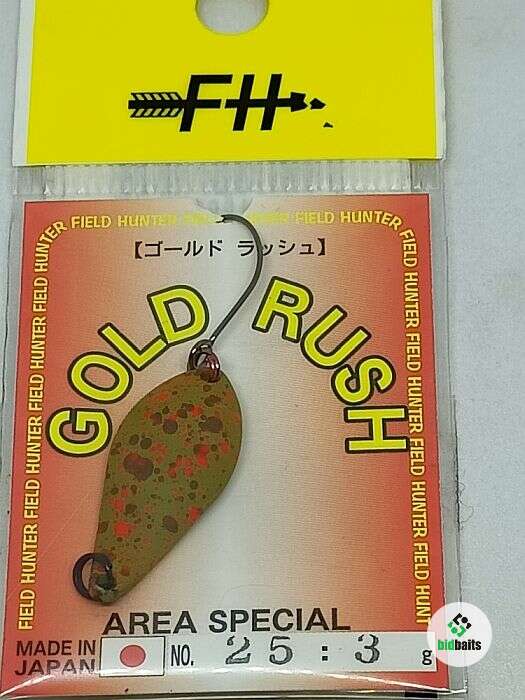 FH
FIELD HUNTER FIELD HUNTER FIELD HUNTER FIELD HUNTER
FIELD HUNTER FIELD HUNTER FIELD HUNTER FIELD HUNT
【ゴールド ラッシュ】
GOLD RUSH
AREA SPECIAL
MADE IN
JAPAN
NO. 25 : 3 g
bidbaits